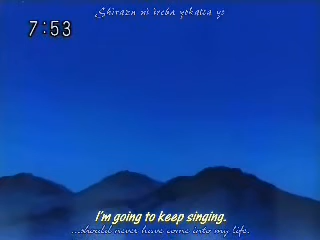 Shirazu ni ireba yokatta yo
7:53
I'm going to keep singing.
...should never have come into my life.